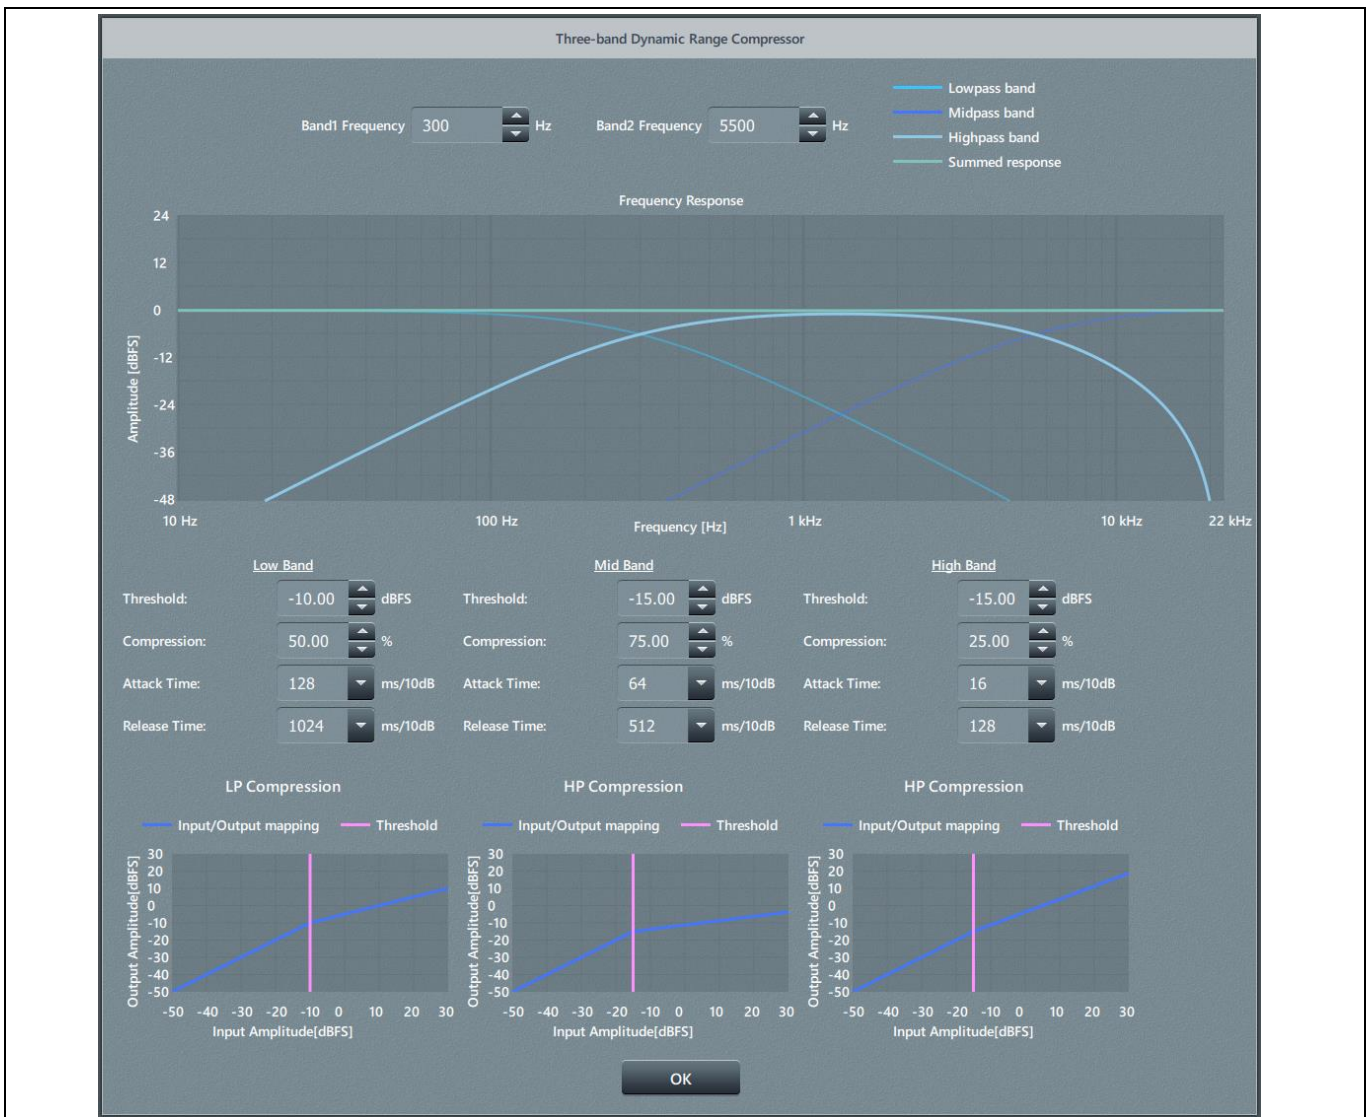 Three-band Dynamic Range Compressor
Lowpass band
Band1 Frequency 300 Hz Band2 Frequency 5500 Hz
Midpass band
Highpass band
Summed response
Frequency Response
Amplitude [dBFS]
24
12
0
-12
-24
-36
-48
10 Hz 100 Hz 1 kHz 10 kHz 22 kHz
Frequency [Hz]
Low Band Mid Band High Band
Threshold: -10.00 dBFS Threshold: -15.00 dBFS Threshold: -15.00 dBFS
Compression: 50.00 % Compression: 75.00 % Compression: 25.00 %
Attack Time: 128 ms/10dB Attack Time: 64 ms/10dB Attack Time: 16 ms/10dB
Release Time: 1024 ms/10dB Release Time: 512 ms/10dB Release Time: 128 ms/10dB
LP Compression HP Compression HP Compression
Input/Output mapping Threshold Input/Output mapping Threshold Input/Output mapping Threshold
Output Amplitude[dBFS] Output Amplitude[dBFS] Output Amplitude[dBFS]
30 30 30
20 20 20
10 10 10
0 0 0
-10 -10 -10
-20 -20 -20
-30 -30 -30
-40 -40 -40
-50 -50 -50
-50 -40 -30 -20 -10 0 10 20 30 -50 -40 -30 -20 -10 0 10 20 30 -50 -40 -30 -20 -10 0 10 20 30
Input Amplitude[dBFS] Input Amplitude[dBFS] Input Amplitude[dBFS]
OK